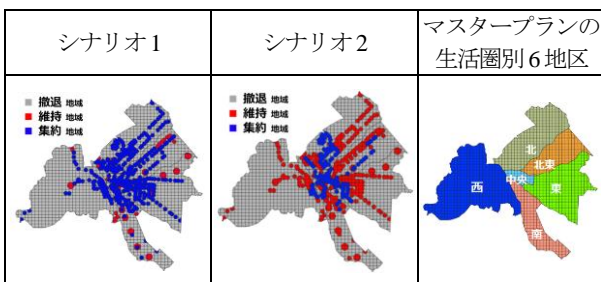 シナリオ1
シナリオ2
マスタープランの
生活圏別6地区
撤退 地域
維持 地域
集約 地域
撤退 地域
維持 地域
集約 地域
北
北東
中央
西
東
南